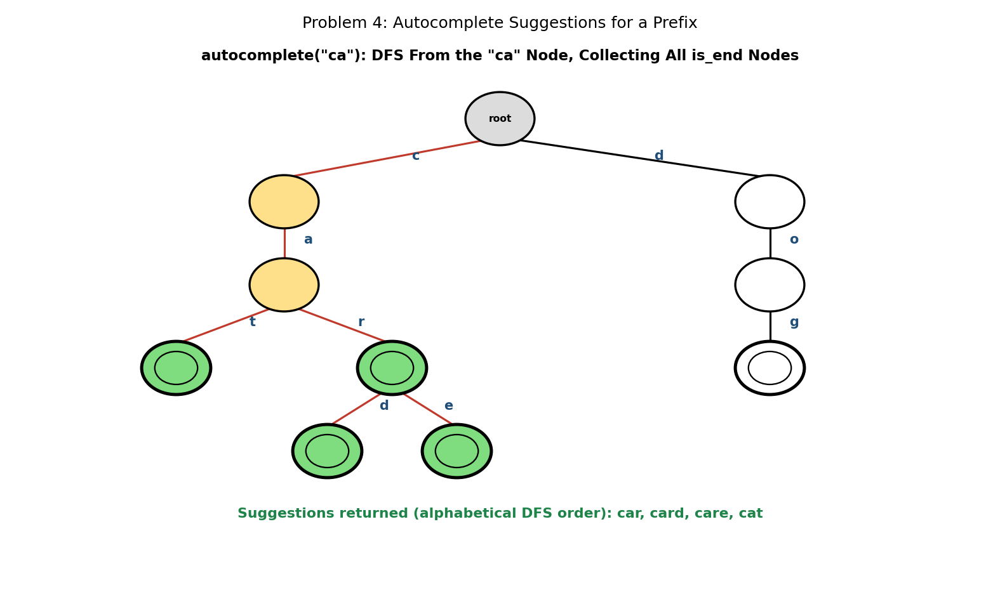 Problem 4: Autocomplete Suggestions for a Prefix
autocomplete("ca"): DFS From the "ca" Node, Collecting All is_end Nodes
root
c
d
a
o
t
r
g
d
e
Suggestions returned (alphabetical DFS order): car, card, care, cat